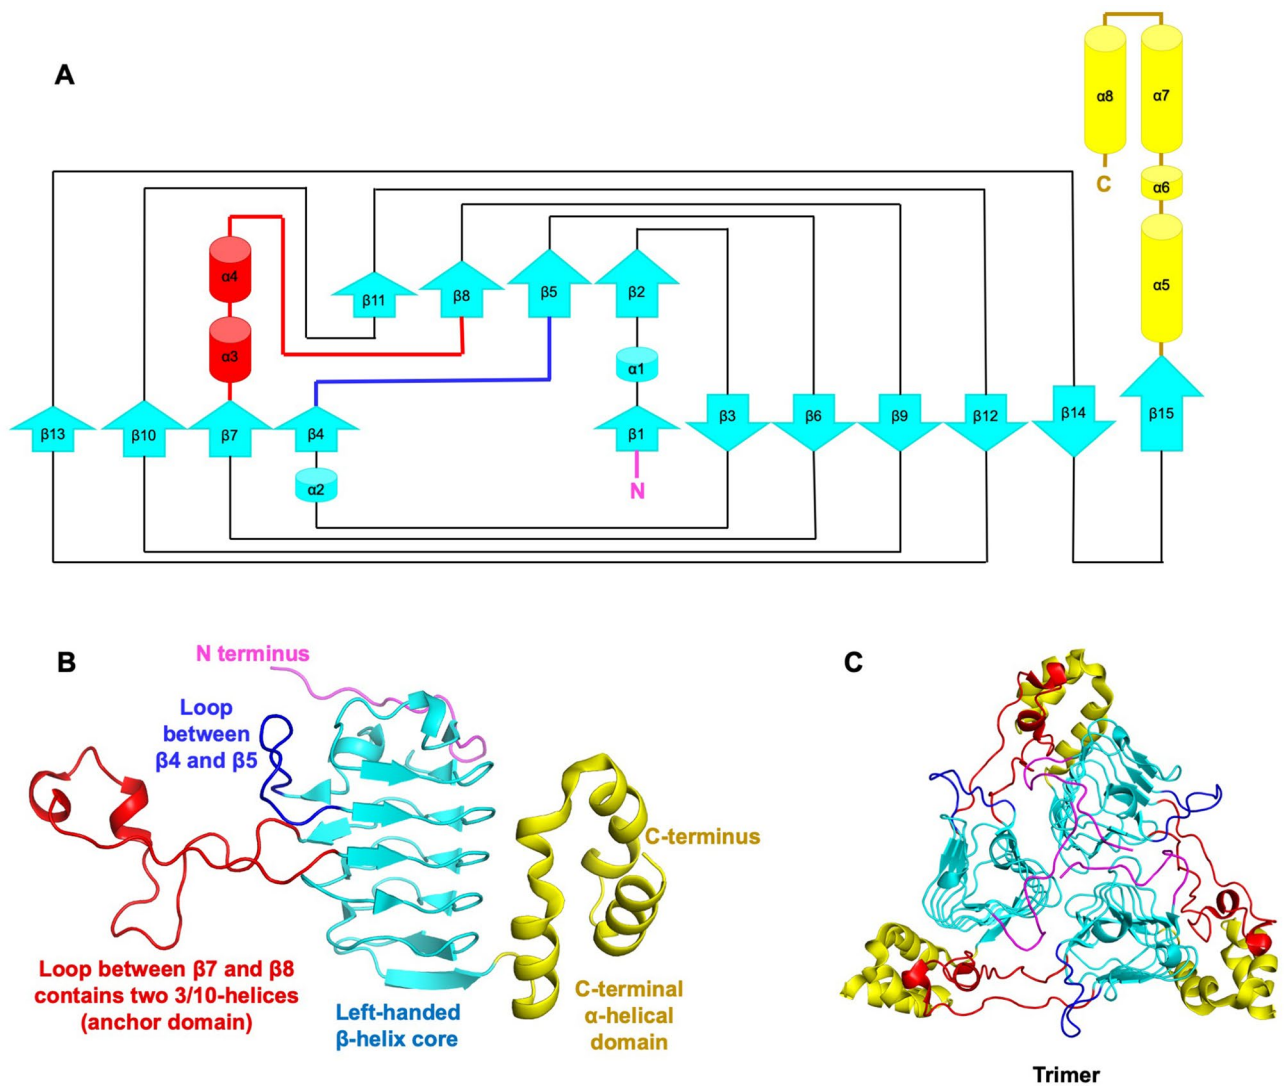 A
α8
α7
C
α6
α4
α5
β11
β8
β5
β2
α3
α1
β13
β10
β7
β4
β1
β3
β6
β9
β12
β14
β15
α2
N
B
N terminus
Loop
between
β4 and β5
C-terminus
Loop between β7 and β8
contains two 3/10-helices
(anchor domain)
Left-handed
β-helix core
C-terminal
α-helical
domain
C
Trimer